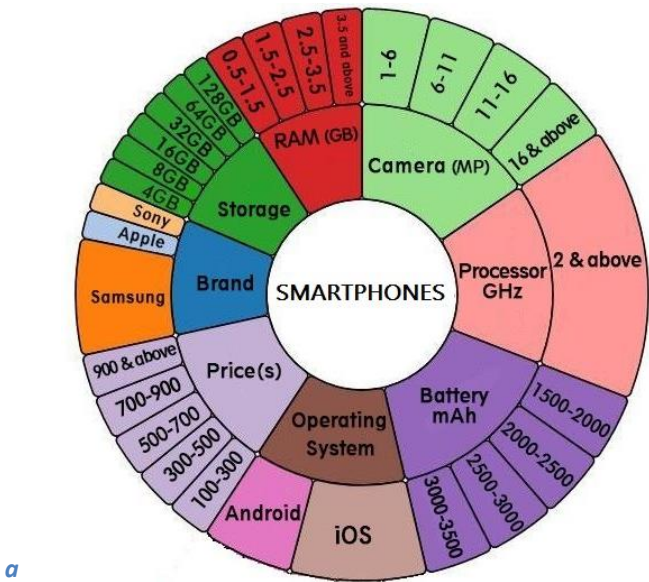 SMARTPHONES
Camera (MP)
1-6
6-11
11-16
16 & above
Processor
GHz
2 & above
Battery
mAh
1500-2000
2000-2500
2500-3000
3000-3500
Operating
System
iOS
Android
Price(s)
100-300
300-500
500-700
700-900
900 & above
Brand
Samsung
Apple
Sony
Storage
4GB
8GB
16GB
32GB
64GB
128GB
RAM (GB)
0.5-1.5
1.5-2.5
2.5-3.5
3.5 and above
a